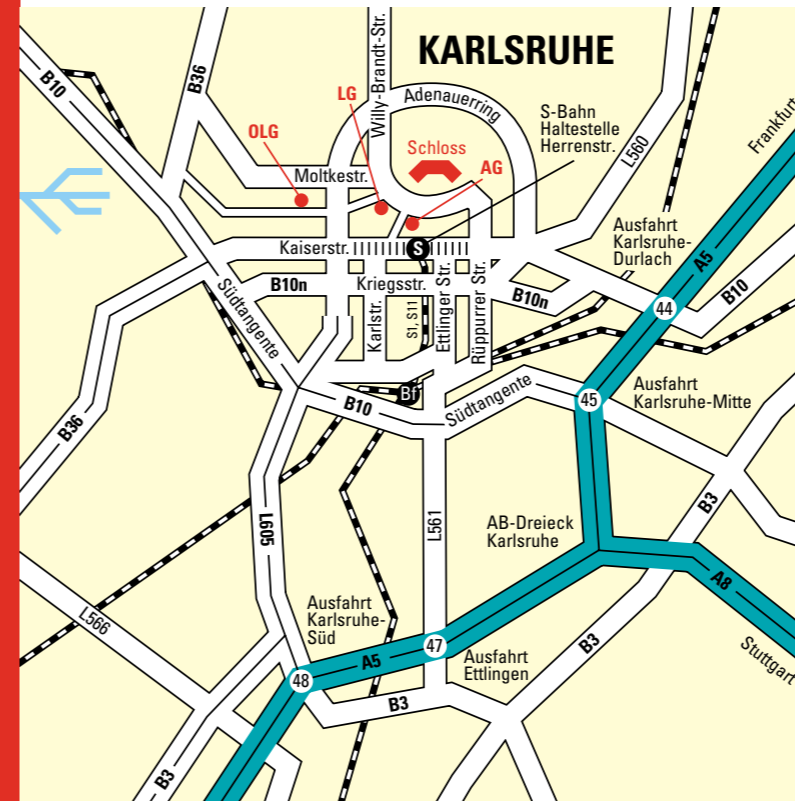 KARLSRUHE
B10
B36
Willy-Brandt-Str.
LG
Adenauerring
OLG
S-Bahn
Haltestelle
Herrenstr.
L560
Frankfurt
Schloss
Moltkestr.
AG
Ausfahrt
Karlsruhe-
Durlach
A5
Kaiserstr.
S
Südtangente
B10n
Kriegsstr.
B10n
B10
44
Karlstr.
S1, S11
Ettlinger Str.
Rüppurrer Str.
Bf
B10
Südtangente
45
Ausfahrt
Karlsruhe-Mitte
B36
L605
L561
AB-Dreieck
Karlsruhe
B3
A8
L566
Ausfahrt
Karlsruhe-
Süd
Stuttgart
B3
47
A5
Ausfahrt
Ettlingen
48
B3
B3